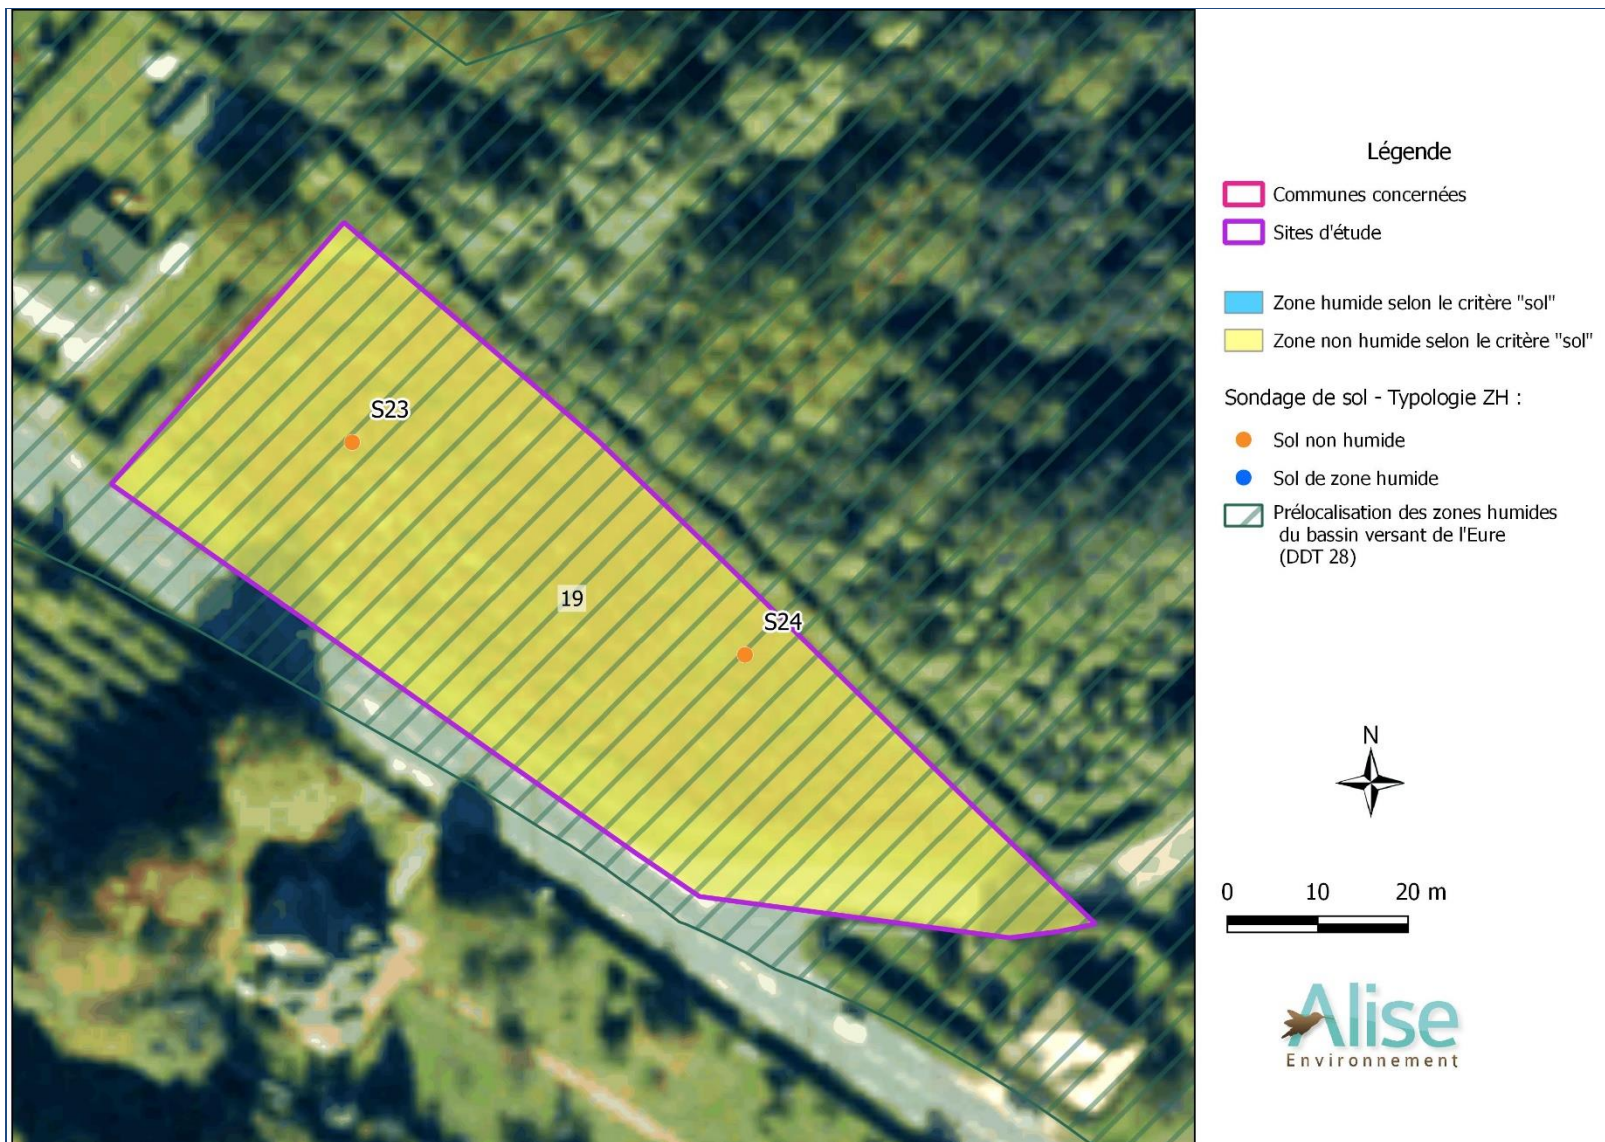 S23
19
S24
Légende
Communes concernées
Sites d'étude
Zone humide selon le critère "sol"
Zone non humide selon le critère "sol"
Sondage de sol - Typologie ZH :
Sol non humide
Sol de zone humide
Prélocalisation des zones humides
du bassin versant de l'Eure
(DDT 28)
N
0 10 20 m
Alise
Environnement